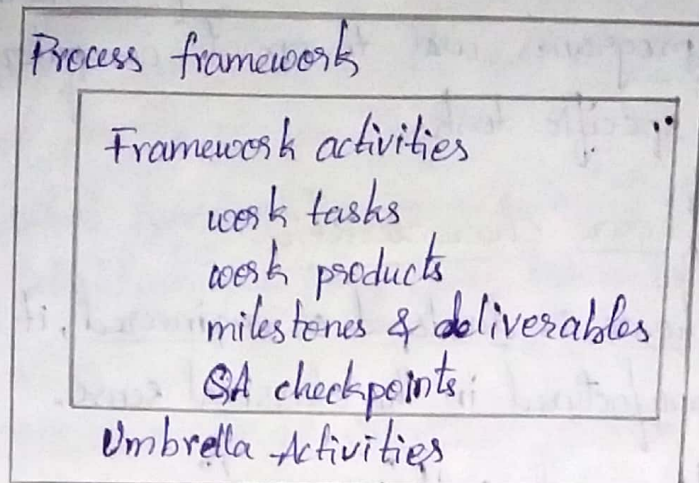 Process framework
Framework activities
work tasks
work products
milestones & deliverables
QA checkpoints
Umbrella Activities